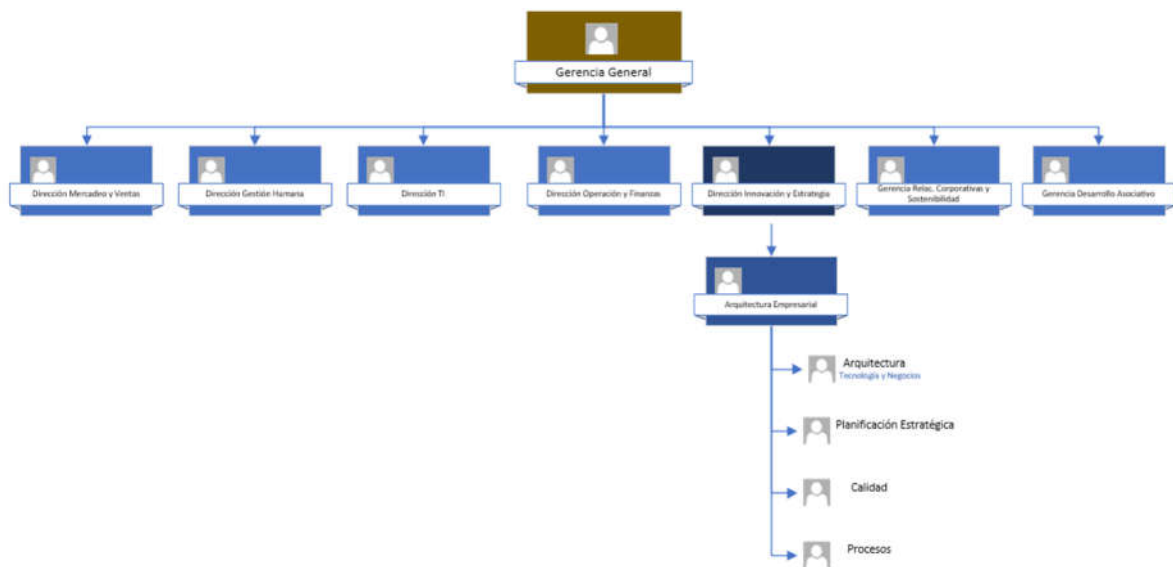 Gerencia General
Dirección Mercadeo y Ventas
Dirección Gestión Humana
Dirección TI
Dirección Operación y Finanzas
Dirección Innovación y Estrategia
Gerencia Relac. Corporativas y
Sostenibilidad
Gerencia Desarrollo Asociativo
Arquitectura Empresarial
Arquitectura
Tecnología y Negocios
Planificación Estratégica
Calidad
Procesos